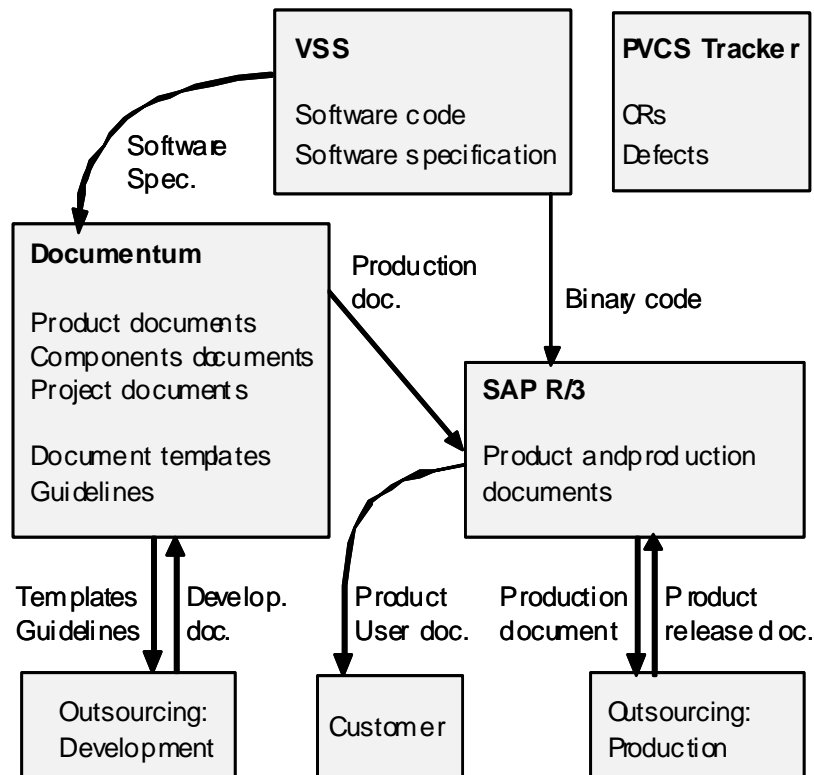 VSS
Software code
Software specification
PVCS Tracker
CRs
Defects
Software
Spec.
Documentum
Product documents
Components documents
Project documents
Document templates
Guidelines
Production
doc.
Binary code
SAP R/3
Product and production
documents
Templates
Guidelines
Develop.
doc.
Product
User doc.
Production
document
Product
release doc.
Outsourcing:
Development
Customer
Outsourcing:
Production